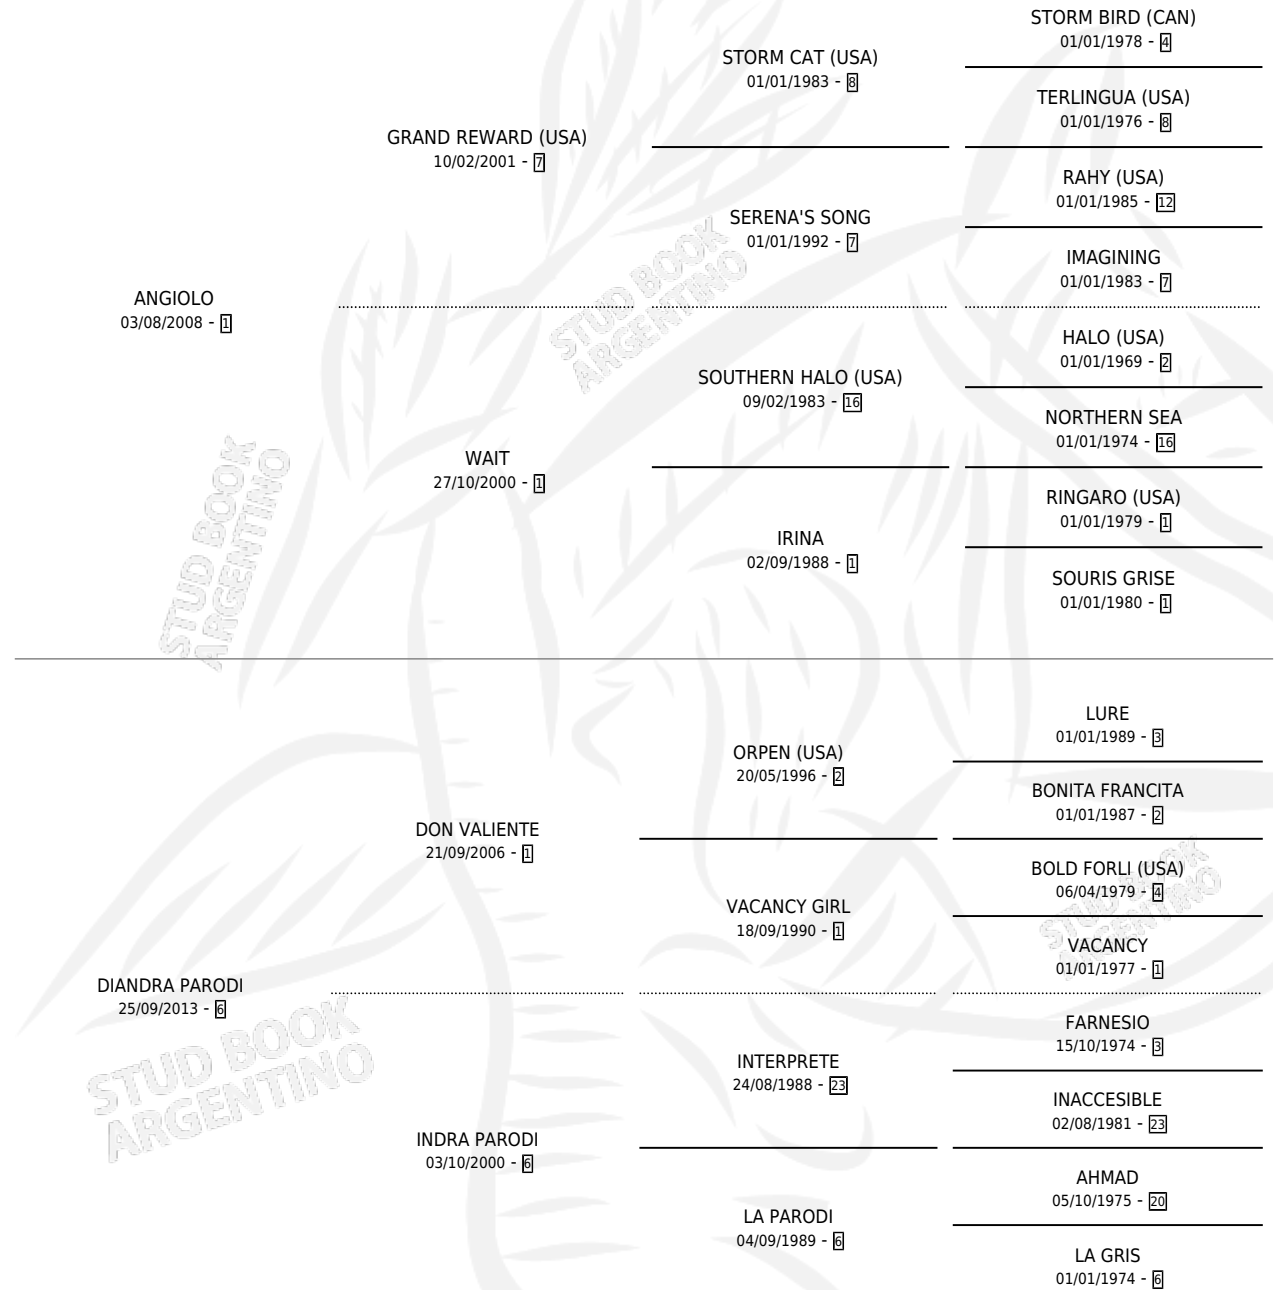 STORM BIRD (CAN)
01/01/1978 - 4
STORM CAT (USA)
01/01/1983 - 8
TERLINGUA (USA)
01/01/1976 - 8
GRAND REWARD (USA)
10/02/2001 - 7
RAHY (USA)
01/01/1985 - 12
SERENA'S SONG
01/01/1992 - 7
IMAGINING
01/01/1983 - 7
ANGIOLO
03/08/2008 - 1
HALO (USA)
01/01/1969 - 2
SOUTHERN HALO (USA)
09/02/1983 - 16
NORTHERN SEA
01/01/1974 - 16
WAIT
27/10/2000 - 1
RINGARO (USA)
01/01/1979 - 1
IRINA
02/09/1988 - 1
SOURIS GRISE
01/01/1980 - 1
LURE
01/01/1989 - 3
ORPEN (USA)
20/05/1996 - 2
BONITA FRANCITA
01/01/1987 - 2
DON VALIENTE
21/09/2006 - 1
BOLD FORLI (USA)
06/04/1979 - 4
VACANCY GIRL
18/09/1990 - 1
VACANCY
01/01/1977 - 1
DIANDRA PARODI
25/09/2013 - 6
FARNESIO
15/10/1974 - 3
INTERPRETE
24/08/1988 - 23
INACCESIBLE
02/08/1981 - 23
INDRA PARODI
03/10/2000 - 6
AHMAD
05/10/1975 - 20
LA PARODI
04/09/1989 - 6
LA GRIS
01/01/1974 - 6
STUD BOOK
ARGENTINO
STUD BOOK
ARGENTINO
STUD BOOK
ARGENTINO
STUD BOOK
ARGENTINO